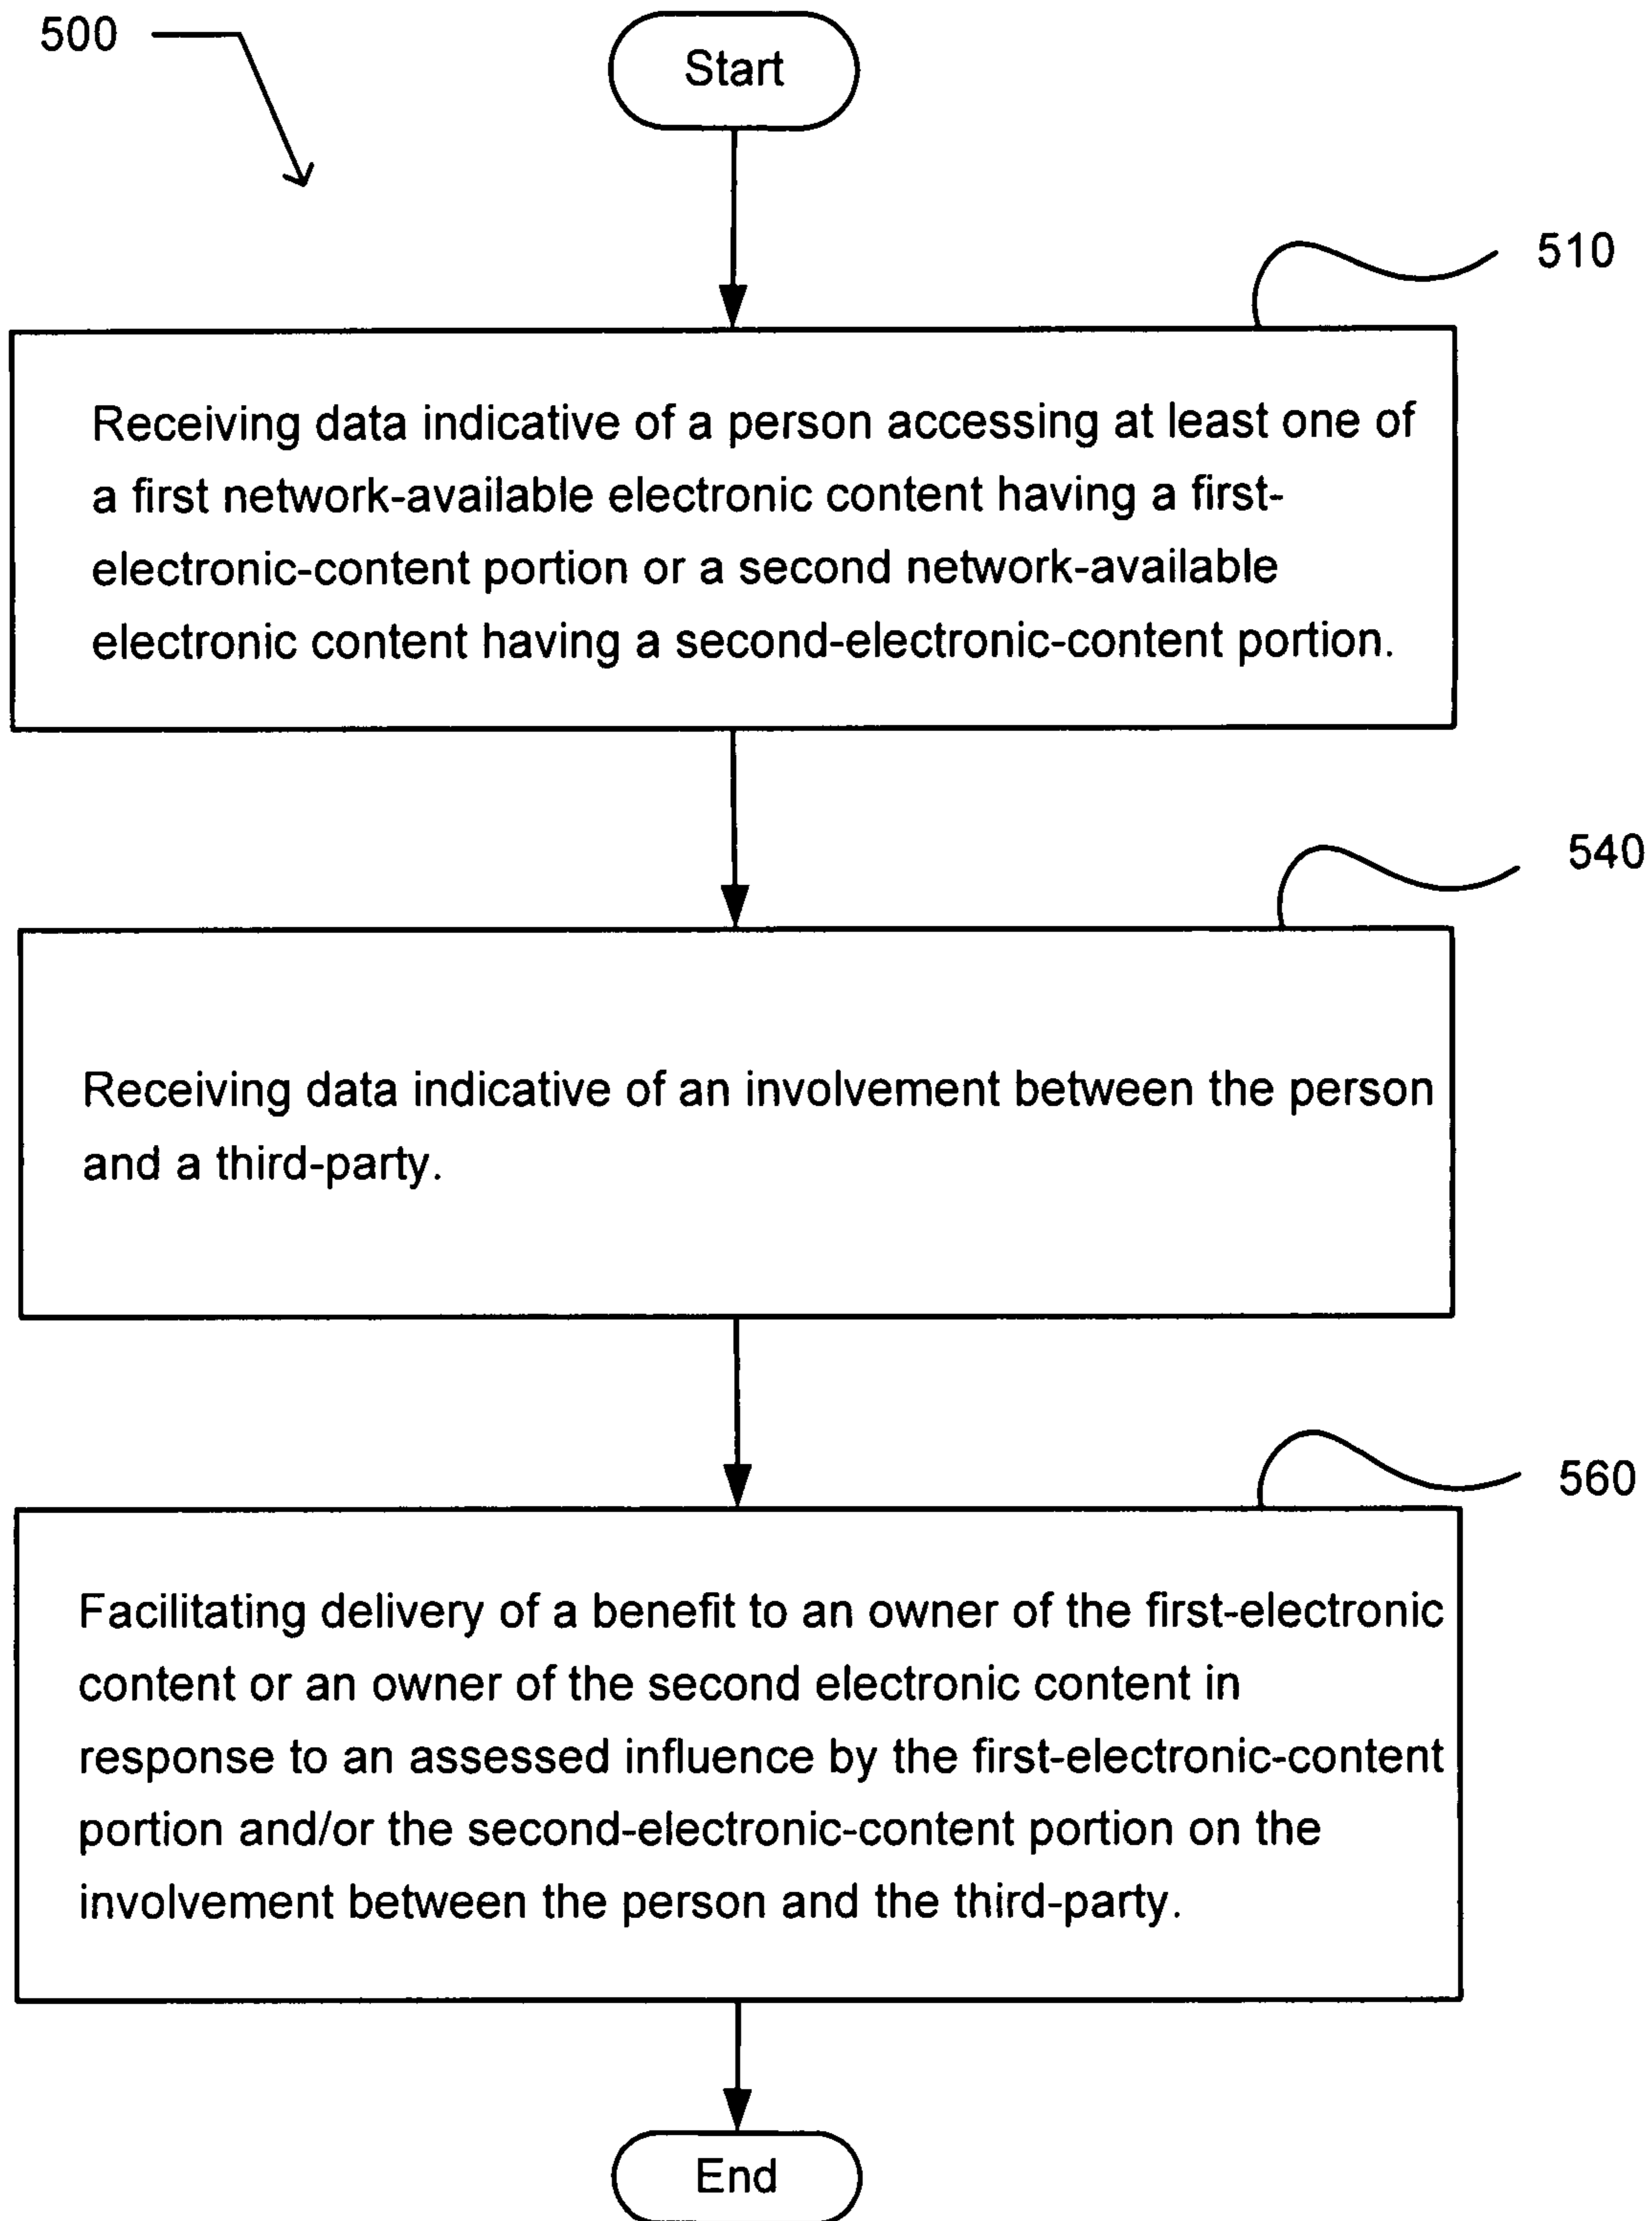 500
Start
510
Receiving data indicative of a person accessing at least one of
a first network-available electronic content having a first-
electronic-content portion or a second network-available
electronic content having a second-electronic-content portion.
540
Receiving data indicative of an involvement between the person
and a third-party.
560
Facilitating delivery of a benefit to an owner of the first-electronic
content or an owner of the second electronic content in
response to an assessed influence by the first-electronic-content
portion and/or the second-electronic-content portion on the
involvement between the person and the third-party.
End